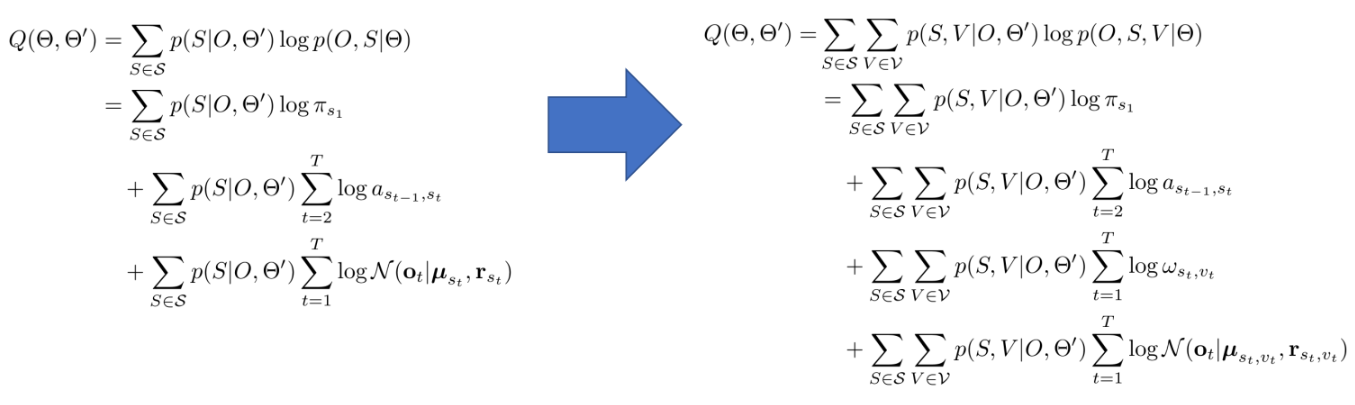 Q(Θ, Θ′) = ∑_{S∈𝒮} p(S|O, Θ′) log p(O, S|Θ)
= ∑_{S∈𝒮} p(S|O, Θ′) log π_{s_1}
+ ∑_{S∈𝒮} p(S|O, Θ′) ∑_{t=2}^{T} log a_{s_{t−1},s_t}
+ ∑_{S∈𝒮} p(S|O, Θ′) ∑_{t=1}^{T} log 𝒩(𝐨_t|𝝁_{s_t}, 𝐫_{s_t})
Q(Θ, Θ′) = ∑_{S∈𝒮} ∑_{V∈𝒱} p(S, V|O, Θ′) log p(O, S, V|Θ)
= ∑_{S∈𝒮} ∑_{V∈𝒱} p(S, V|O, Θ′) log π_{s_1}
+ ∑_{S∈𝒮} ∑_{V∈𝒱} p(S, V|O, Θ′) ∑_{t=2}^{T} log a_{s_{t−1},s_t}
+ ∑_{S∈𝒮} ∑_{V∈𝒱} p(S, V|O, Θ′) ∑_{t=1}^{T} log ω_{s_t,v_t}
+ ∑_{S∈𝒮} ∑_{V∈𝒱} p(S, V|O, Θ′) ∑_{t=1}^{T} log 𝒩(𝐨_t|𝝁_{s_t,v_t}, 𝐫_{s_t,v_t})